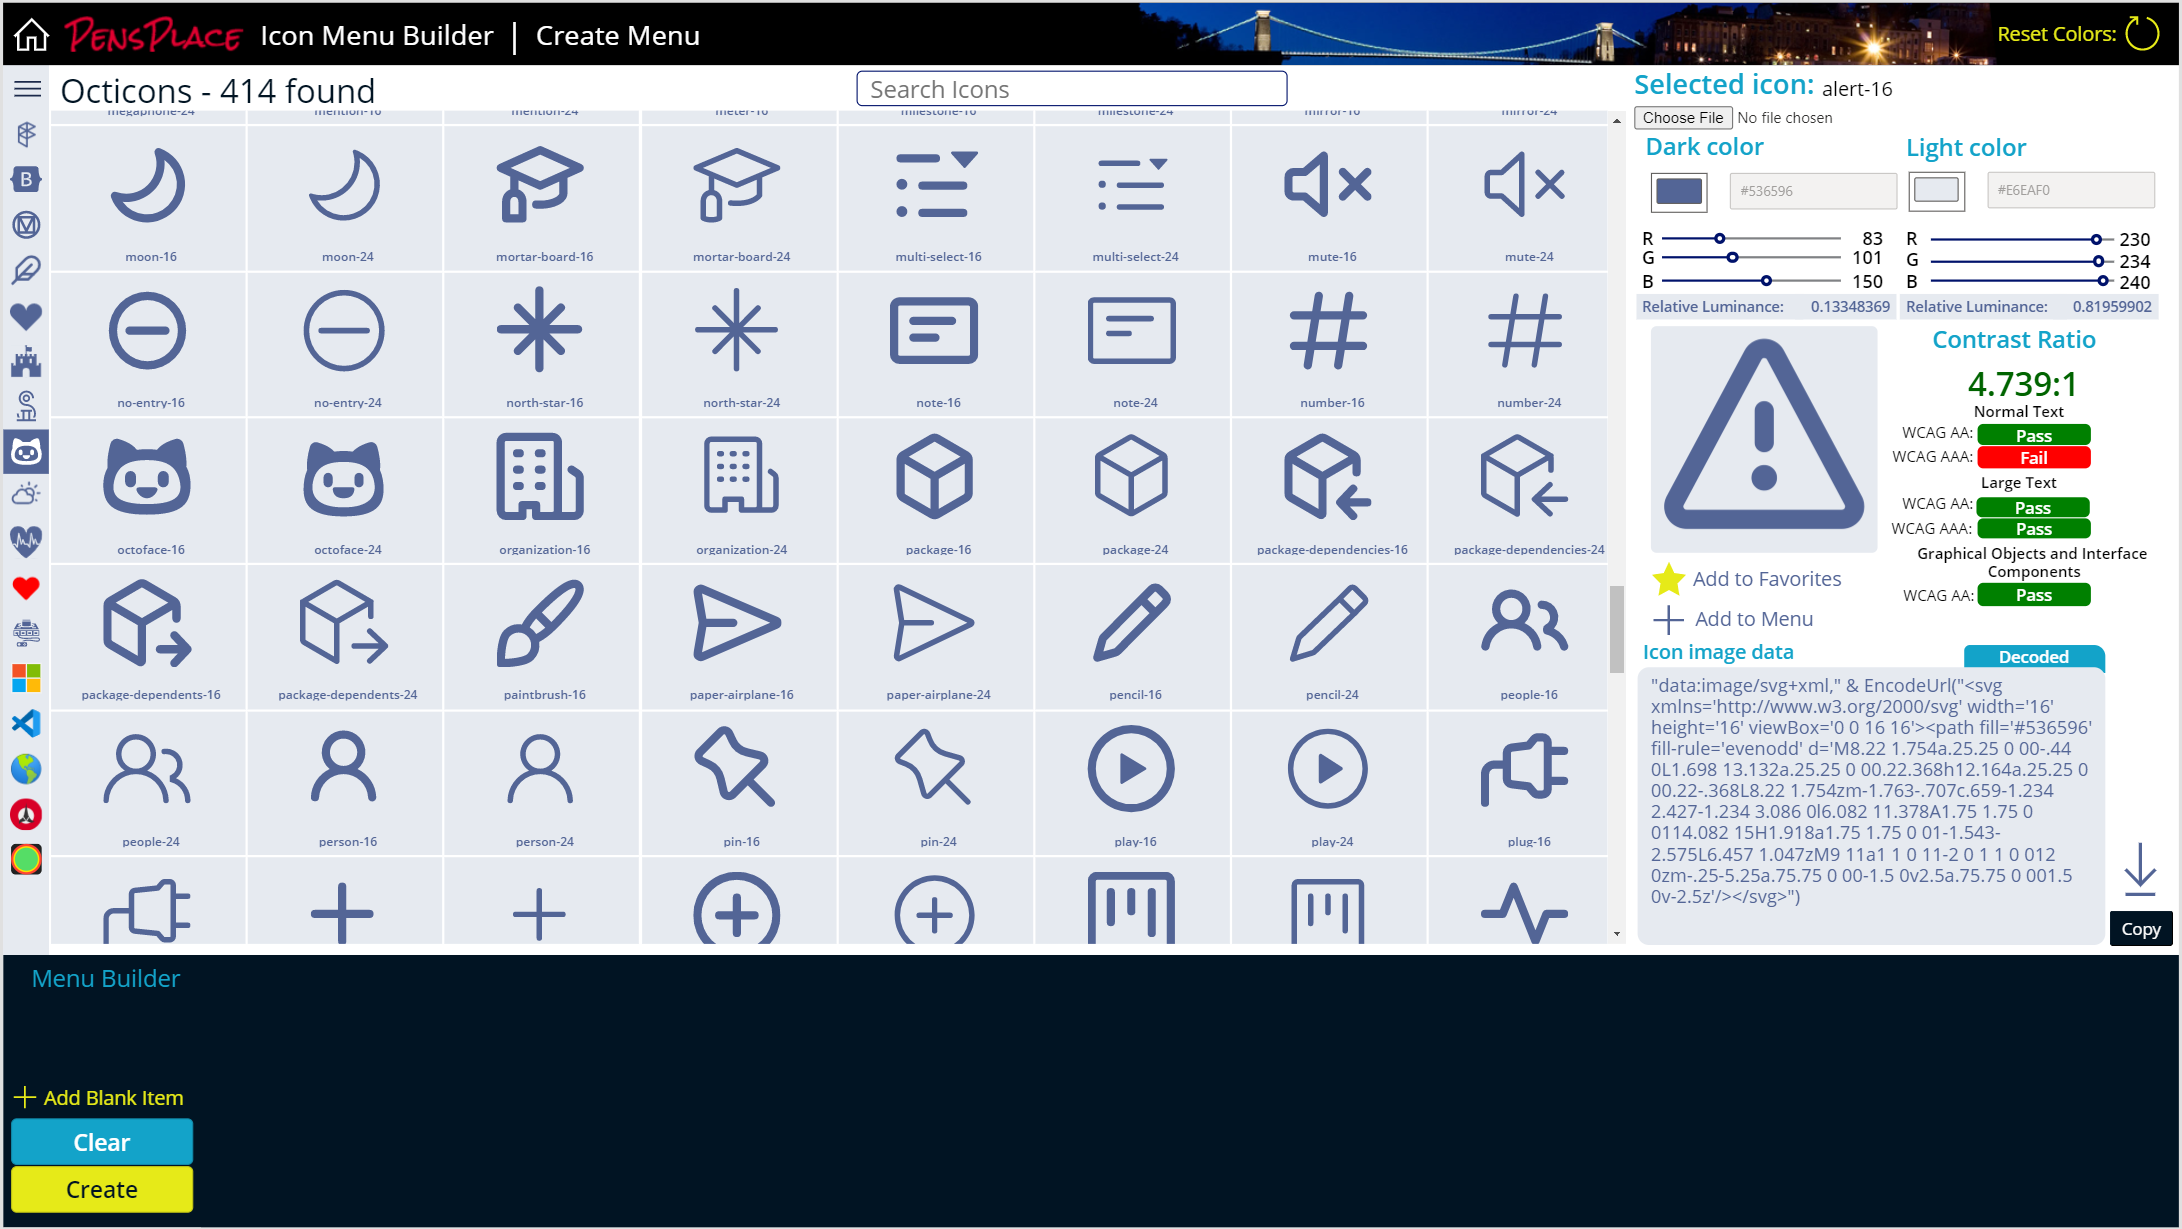 PENSPLACE Icon Menu Builder | Create Menu
Reset Colors:
Octicons - 414 found
Search Icons
Selected icon: alert-16
Choose File No file chosen
megaphone-24 mention-16 mention-24 meter-16 milestone-16 milestone-24 mirror-16 mirror-24
Dark color Light color
#536596 #E6EAF0
moon-16 moon-24 mortar-board-16 mortar-board-24 multi-select-16 multi-select-24 mute-16 mute-24
R 83 R 230
G 101 G 234
B 150 B 240
Relative Luminance: 0.13348369 Relative Luminance: 0.81959902
no-entry-16 no-entry-24 north-star-16 north-star-24 note-16 note-24 number-16 number-24
Contrast Ratio
4.739:1
Normal Text
WCAG AA: Pass
WCAG AAA: Fail
Large Text
WCAG AA: Pass
WCAG AAA: Pass
Graphical Objects and Interface
Components
WCAG AA: Pass
octoface-16 octoface-24 organization-16 organization-24 package-16 package-24 package-dependencies-16 package-dependencies-24
Add to Favorites
Add to Menu
package-dependents-16 package-dependents-24 paintbrush-16 paper-airplane-16 paper-airplane-24 pencil-16 pencil-24 people-16
people-24 person-16 person-24 pin-16 pin-24 play-16 play-24 plug-16
Icon image data Decoded
"data:image/svg+xml," & EncodeUrl("<svg
xmlns='http://www.w3.org/2000/svg' width='16'
height='16' viewBox='0 0 16 16'><path fill='#536596'
fill-rule='evenodd' d='M8.22 1.754a.25.25 0 00-.44
0L1.698 13.132a.25.25 0 00.22.368h12.164a.25.25 0
00.22-.368L8.22 1.754zm-1.763-.707c.659-1.234
2.427-1.234 3.086 0l6.082 11.378A1.75 1.75 0
0114.082 15H1.918a1.75 1.75 0 01-1.543-
2.575L6.457 1.047zM9 11a1 1 0 11-2 0 1 1 0 012
0zm-.25-5.25a.75.75 0 00-1.5 0v2.5a.75.75 0 001.5
0v-2.5z'/></svg>")
Copy
Menu Builder
Add Blank Item
Clear
Create